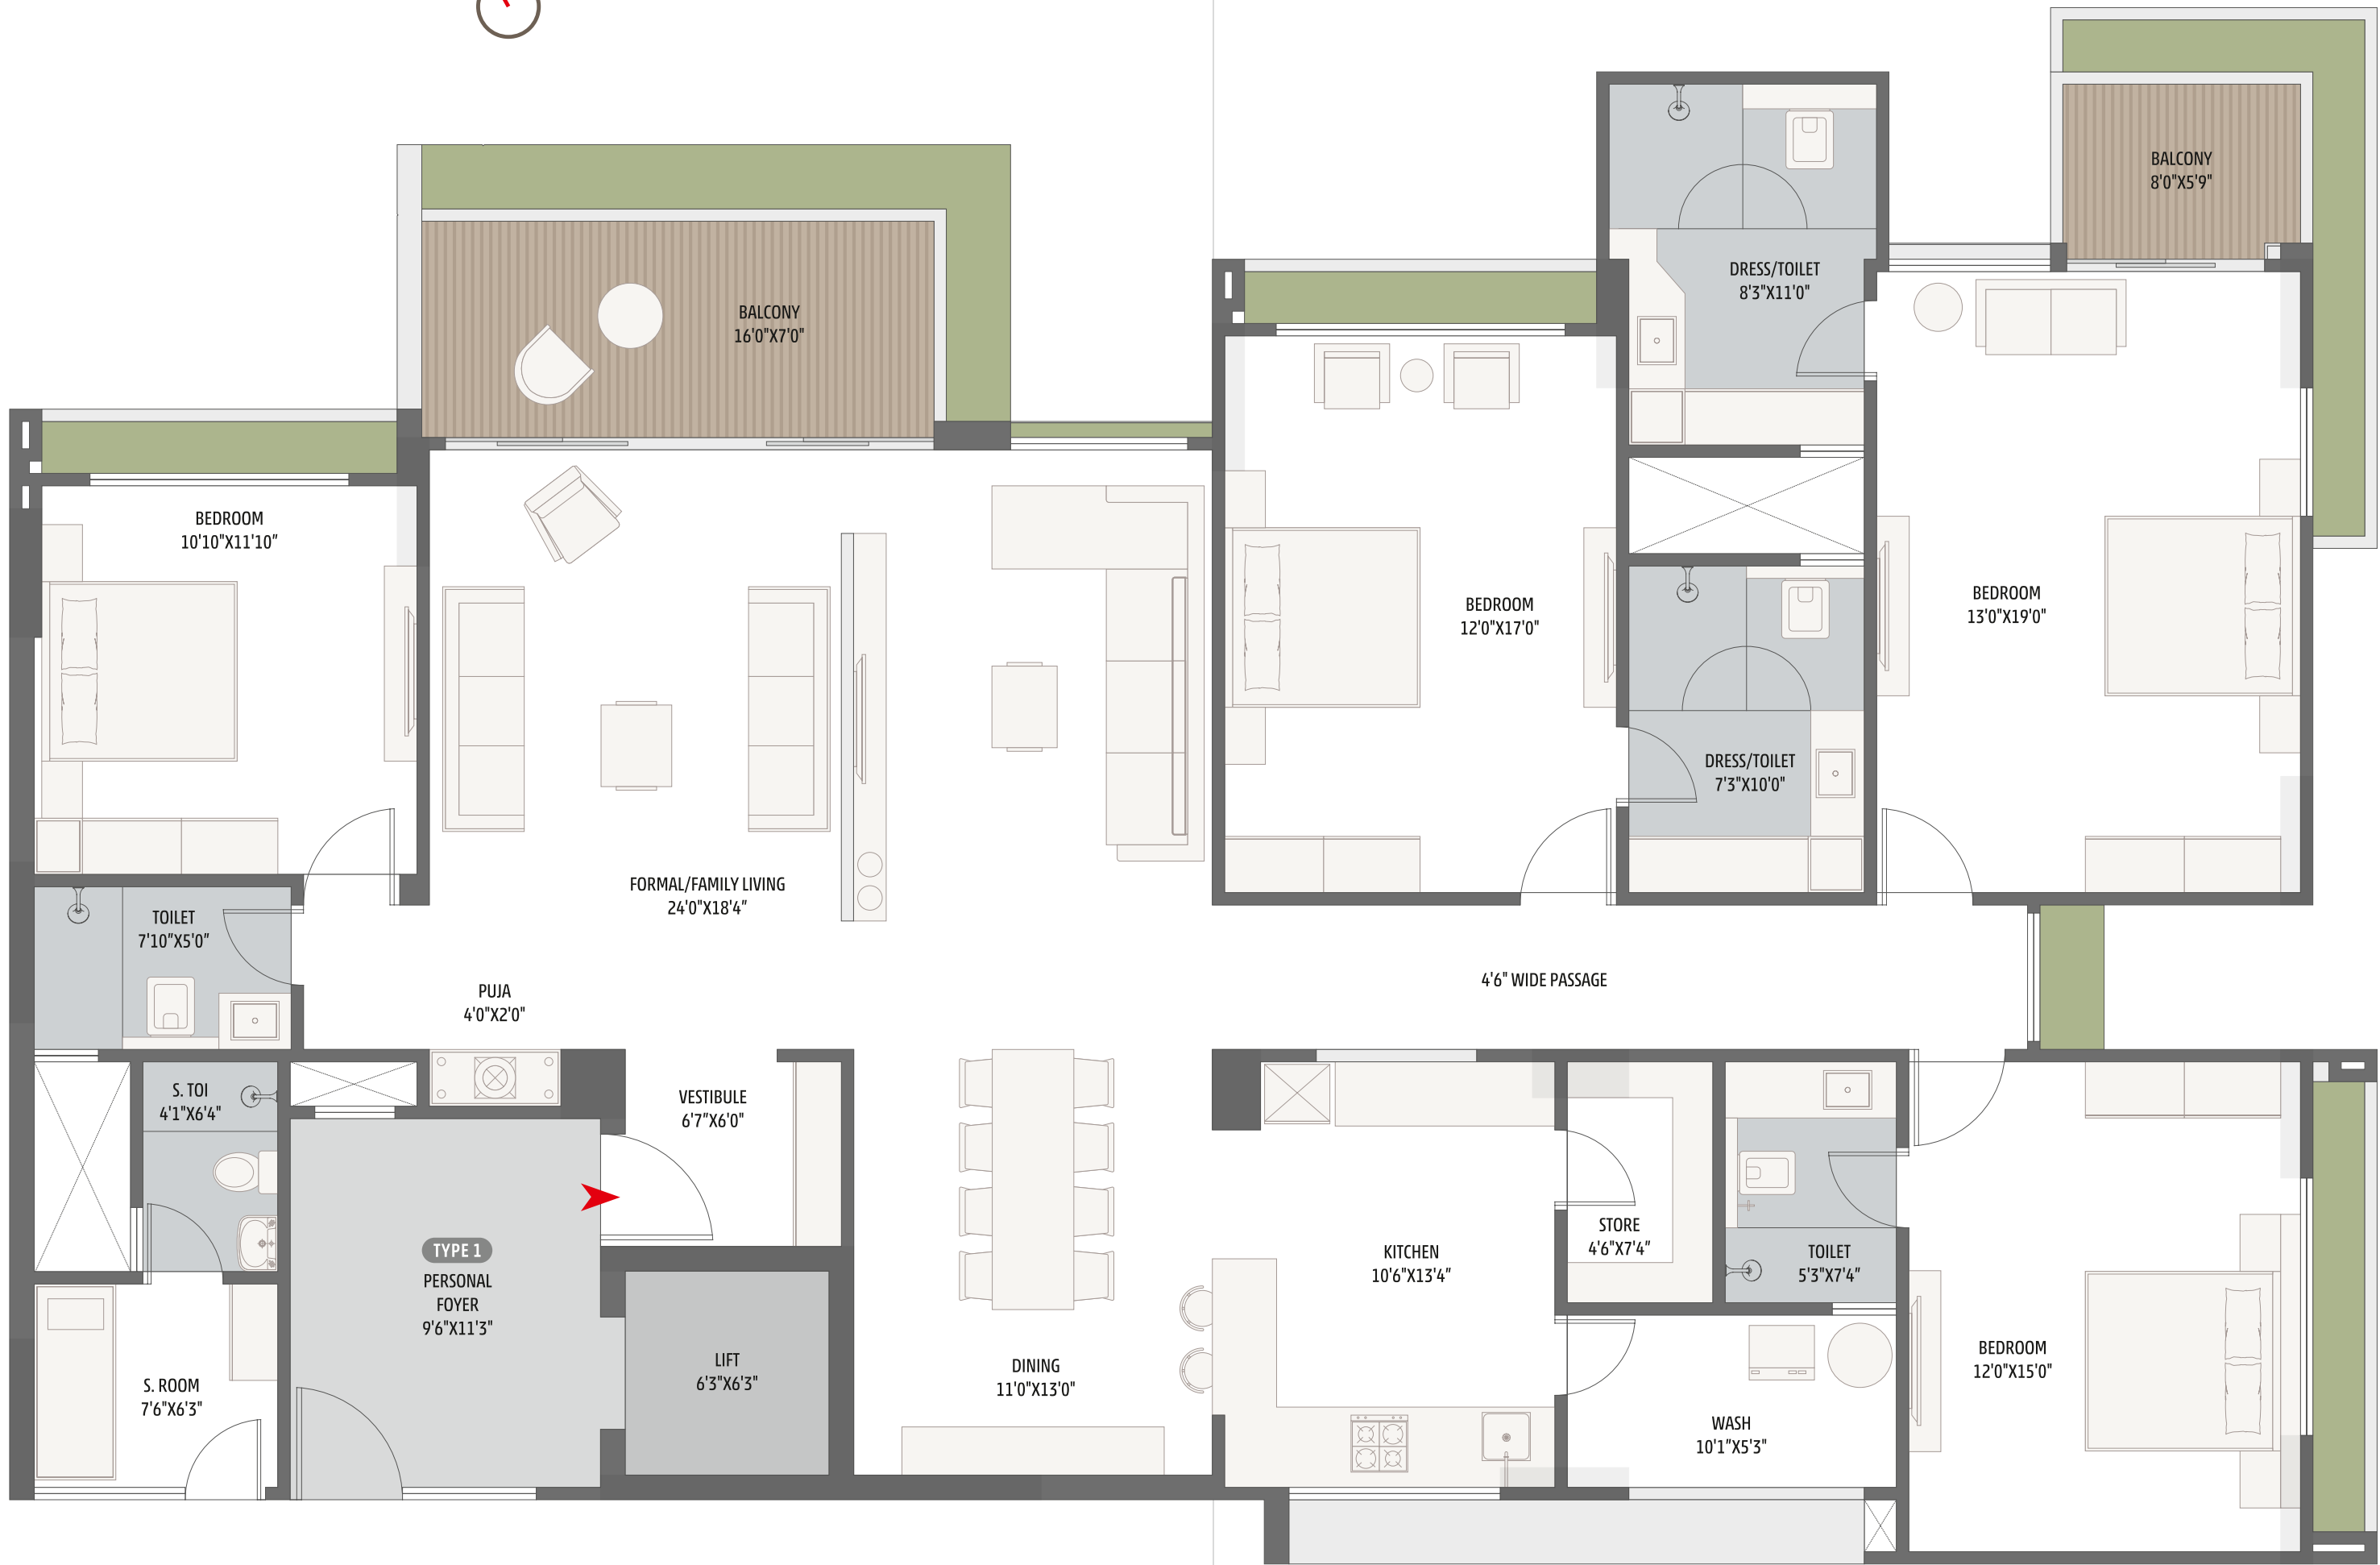 BALCONY
8'0"X5'9"
DRESS/TOILET
8'3"X11'0"
BALCONY
16'0"X7'0"
BEDROOM
10'10"X11'10"
BEDROOM
12'0"X17'0"
BEDROOM
13'0"X19'0"
DRESS/TOILET
7'3"X10'0"
FORMAL/FAMILY LIVING
24'0"X18'4"
TOILET
7'10"X5'0"
PUJA
4'0"X2'0"
4'6" WIDE PASSAGE
S. TOI
4'1"X6'4"
VESTIBULE
6'7"X6'0"
STORE
4'6"X7'4"
KITCHEN
10'6"X13'4"
TOILET
5'3"X7'4"
TYPE 1
PERSONAL
FOYER
9'6"X11'3"
LIFT
6'3"X6'3"
DINING
11'0"X13'0"
BEDROOM
12'0"X15'0"
S. ROOM
7'6"X6'3"
WASH
10'1"X5'3"